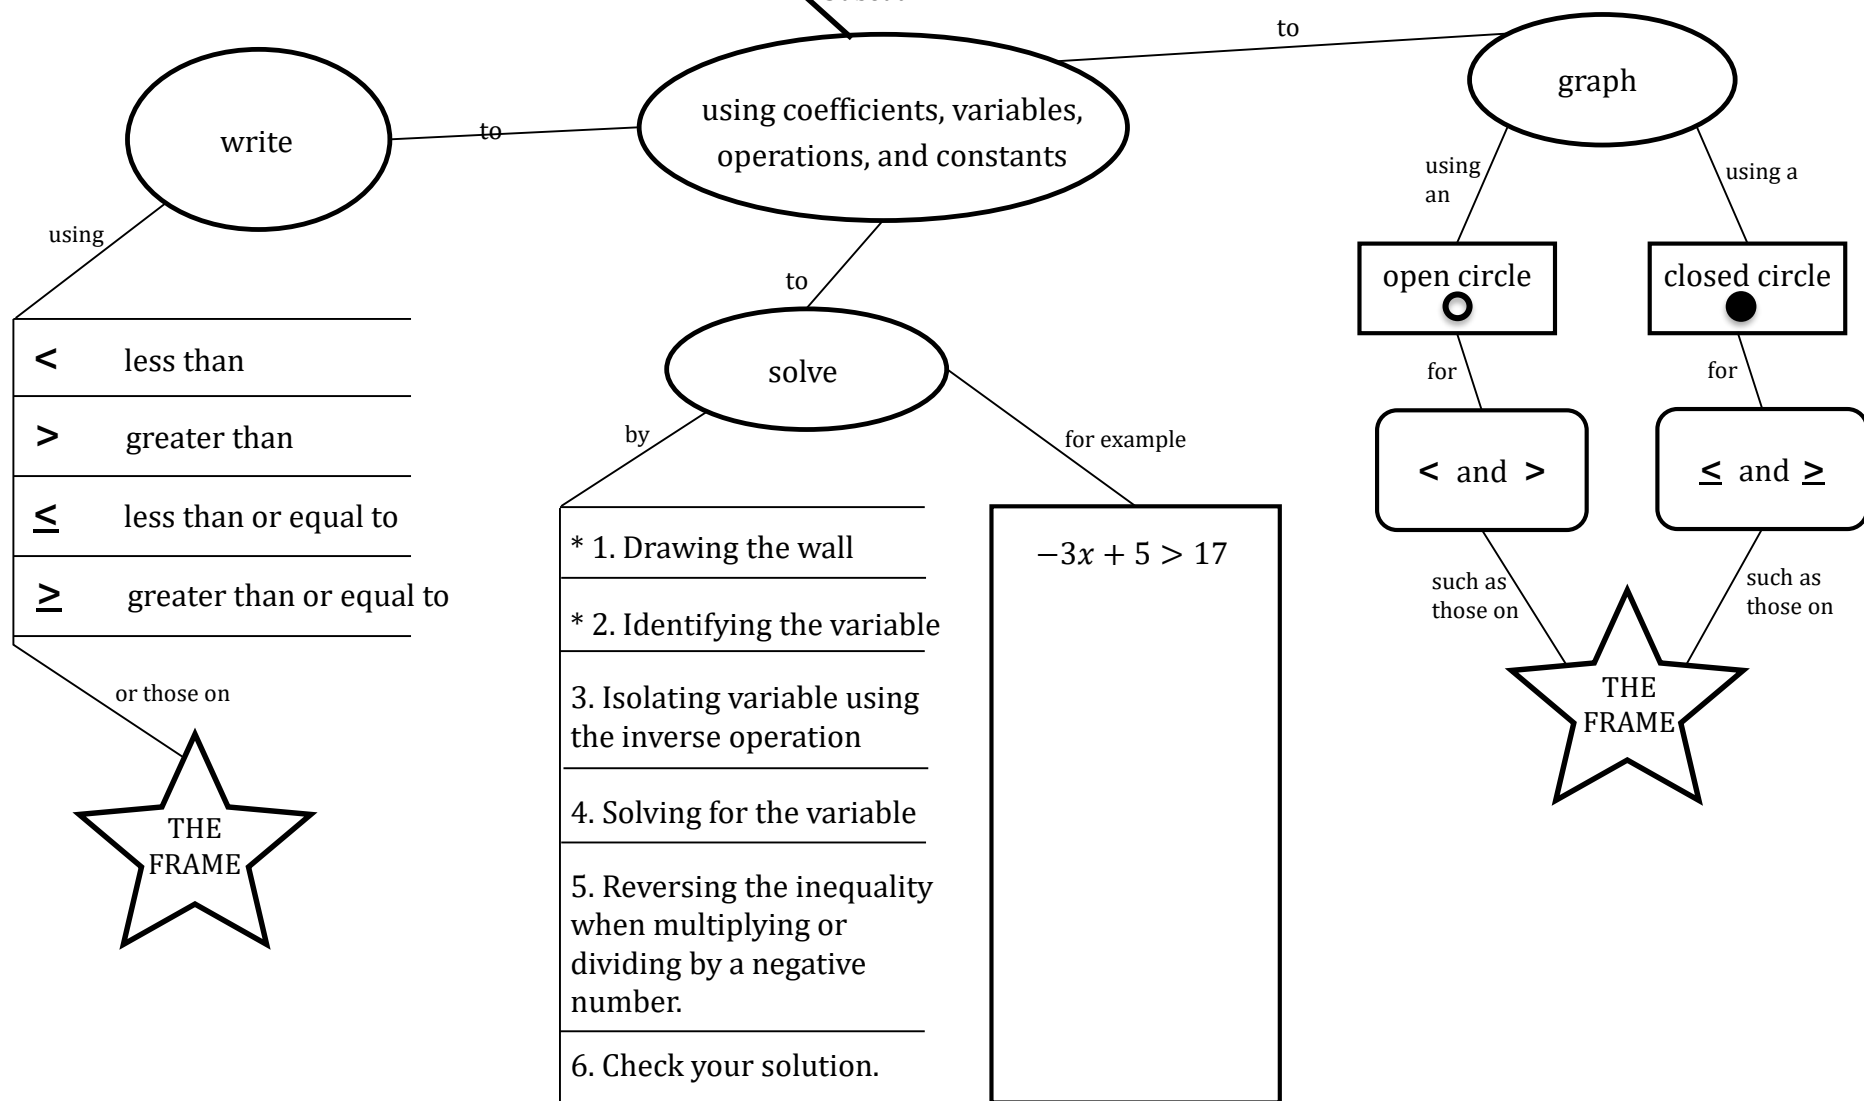 to
write
to
using coefficients, variables,
operations, and constants
graph
using
to
using
an
using a
open circle
closed circle
< less than
> greater than
≤ less than or equal to
≥ greater than or equal to
or those on
THE
FRAME
solve
by
for example
* 1. Drawing the wall
* 2. Identifying the variable
3. Isolating variable using
the inverse operation
4. Solving for the variable
5. Reversing the inequality
when multiplying or
dividing by a negative
number.
6. Check your solution.
−3x + 5 > 17
for
for
< and >
≤ and ≥
such as
those on
such as
those on
THE
FRAME